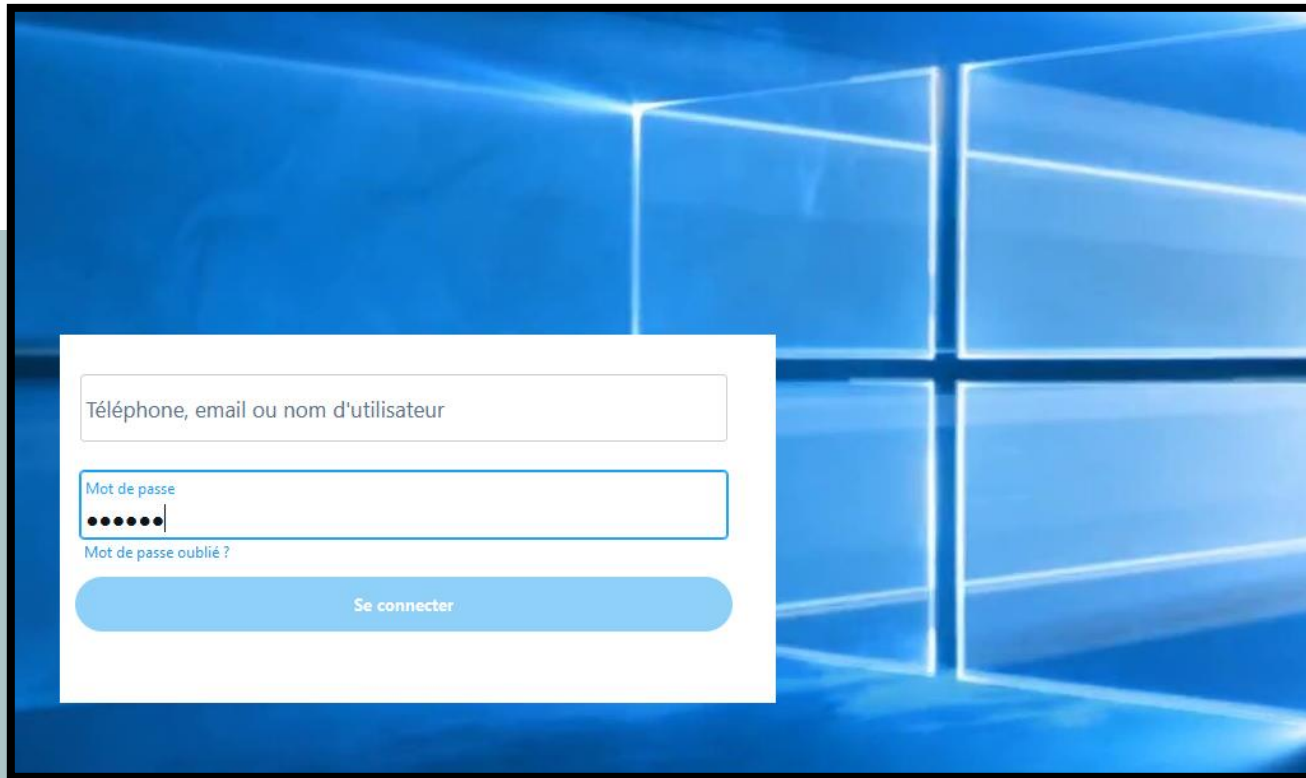 Téléphone, email ou nom d'utilisateur
Mot de passe
●●●●●●
Mot de passe oublié ?
Se connecter